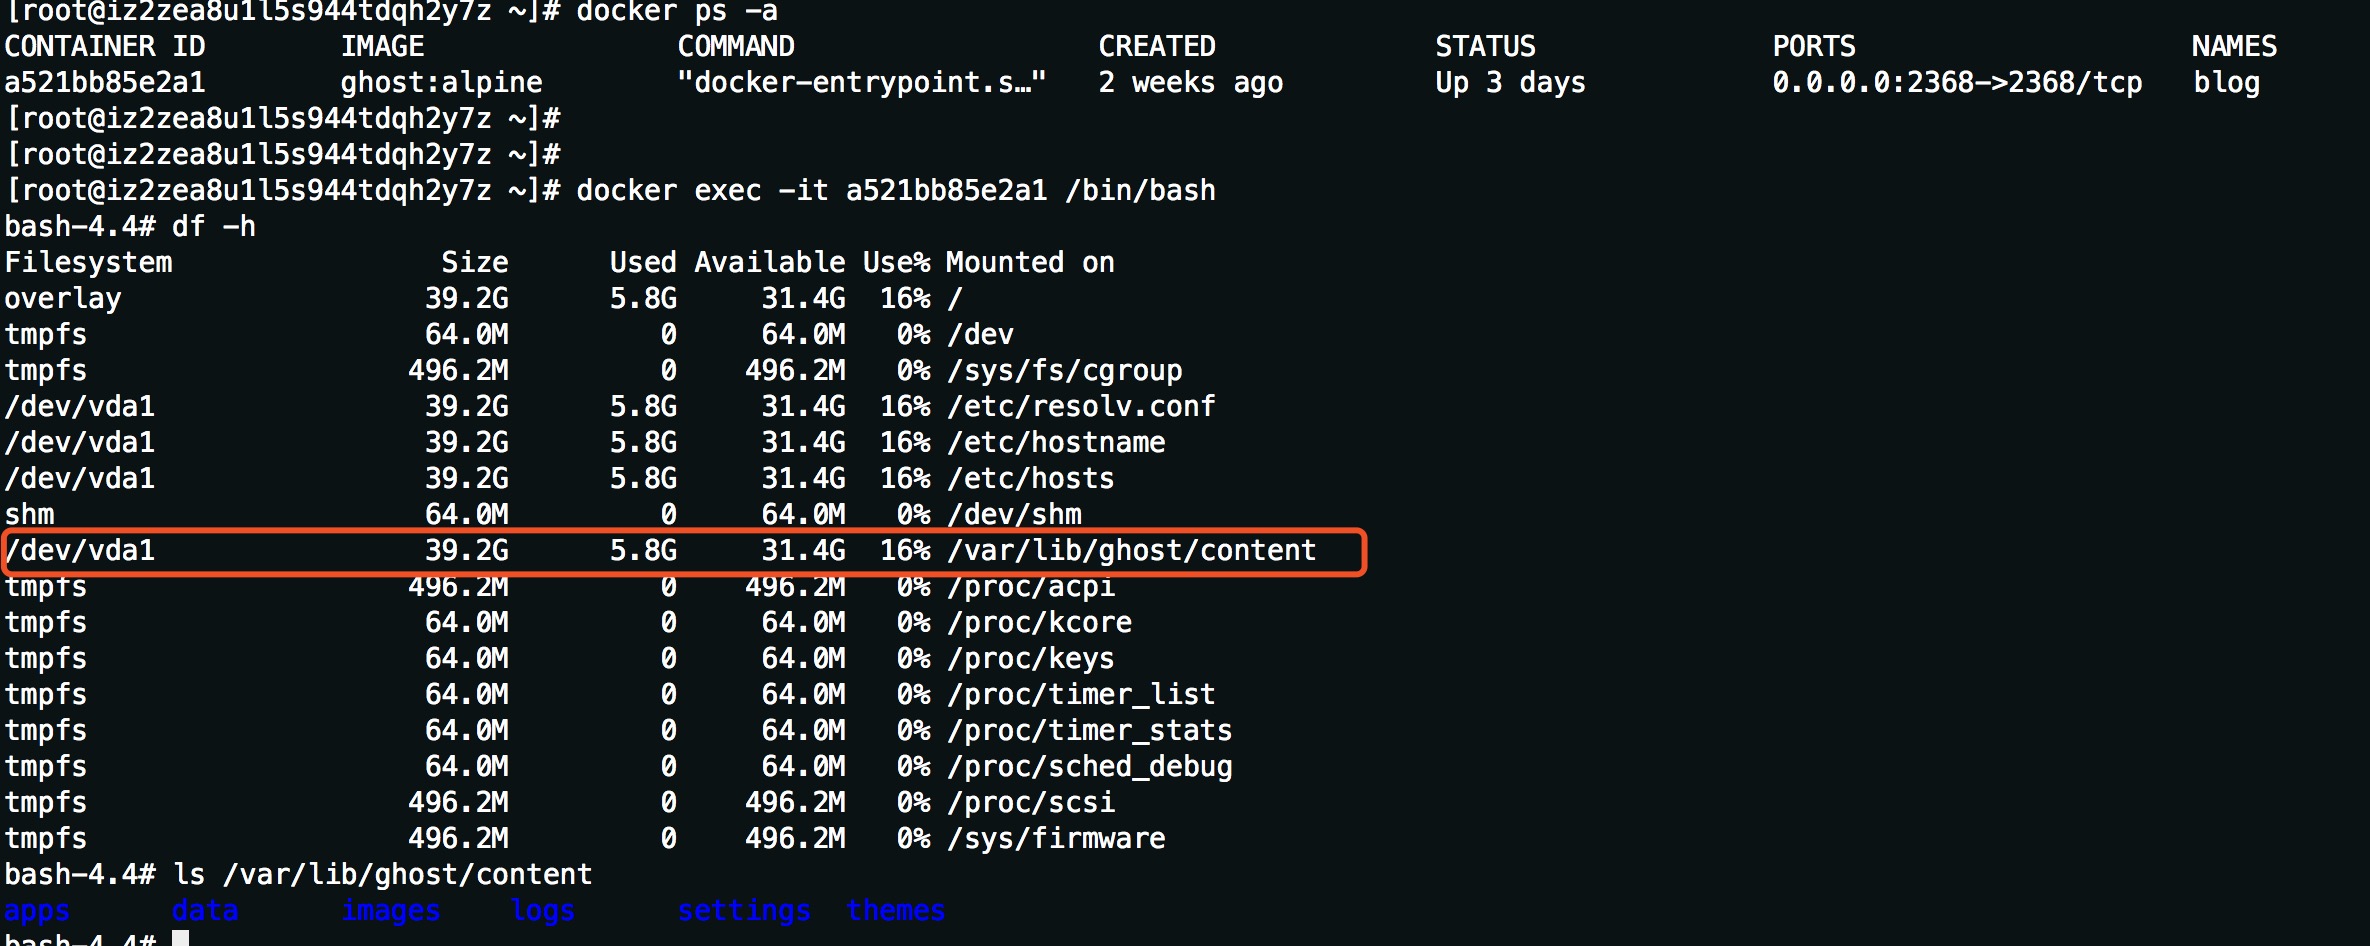 [root@iz2zea8u1l5s944tdqh2y7z ~]# docker ps -a
CONTAINER ID        IMAGE               COMMAND                  CREATED             STATUS              PORTS                    NAMES
a521bb85e2a1        ghost:alpine        "docker-entrypoint.s…"   2 weeks ago         Up 3 days           0.0.0.0:2368->2368/tcp   blog
[root@iz2zea8u1l5s944tdqh2y7z ~]#
[root@iz2zea8u1l5s944tdqh2y7z ~]#
[root@iz2zea8u1l5s944tdqh2y7z ~]# docker exec -it a521bb85e2a1 /bin/bash
bash-4.4# df -h
Filesystem                Size      Used Available Use% Mounted on
overlay                  39.2G      5.8G     31.4G  16% /
tmpfs                    64.0M         0     64.0M   0% /dev
tmpfs                   496.2M         0    496.2M   0% /sys/fs/cgroup
/dev/vda1                39.2G      5.8G     31.4G  16% /etc/resolv.conf
/dev/vda1                39.2G      5.8G     31.4G  16% /etc/hostname
/dev/vda1                39.2G      5.8G     31.4G  16% /etc/hosts
shm                      64.0M         0     64.0M   0% /dev/shm
/dev/vda1                39.2G      5.8G     31.4G  16% /var/lib/ghost/content
tmpfs                   496.2M         0    496.2M   0% /proc/acpi
tmpfs                    64.0M         0     64.0M   0% /proc/kcore
tmpfs                    64.0M         0     64.0M   0% /proc/keys
tmpfs                    64.0M         0     64.0M   0% /proc/timer_list
tmpfs                    64.0M         0     64.0M   0% /proc/timer_stats
tmpfs                    64.0M         0     64.0M   0% /proc/sched_debug
tmpfs                   496.2M         0    496.2M   0% /proc/scsi
tmpfs                   496.2M         0    496.2M   0% /sys/firmware
bash-4.4# ls /var/lib/ghost/content
apps      data      images    logs      settings  themes
bash-4.4#